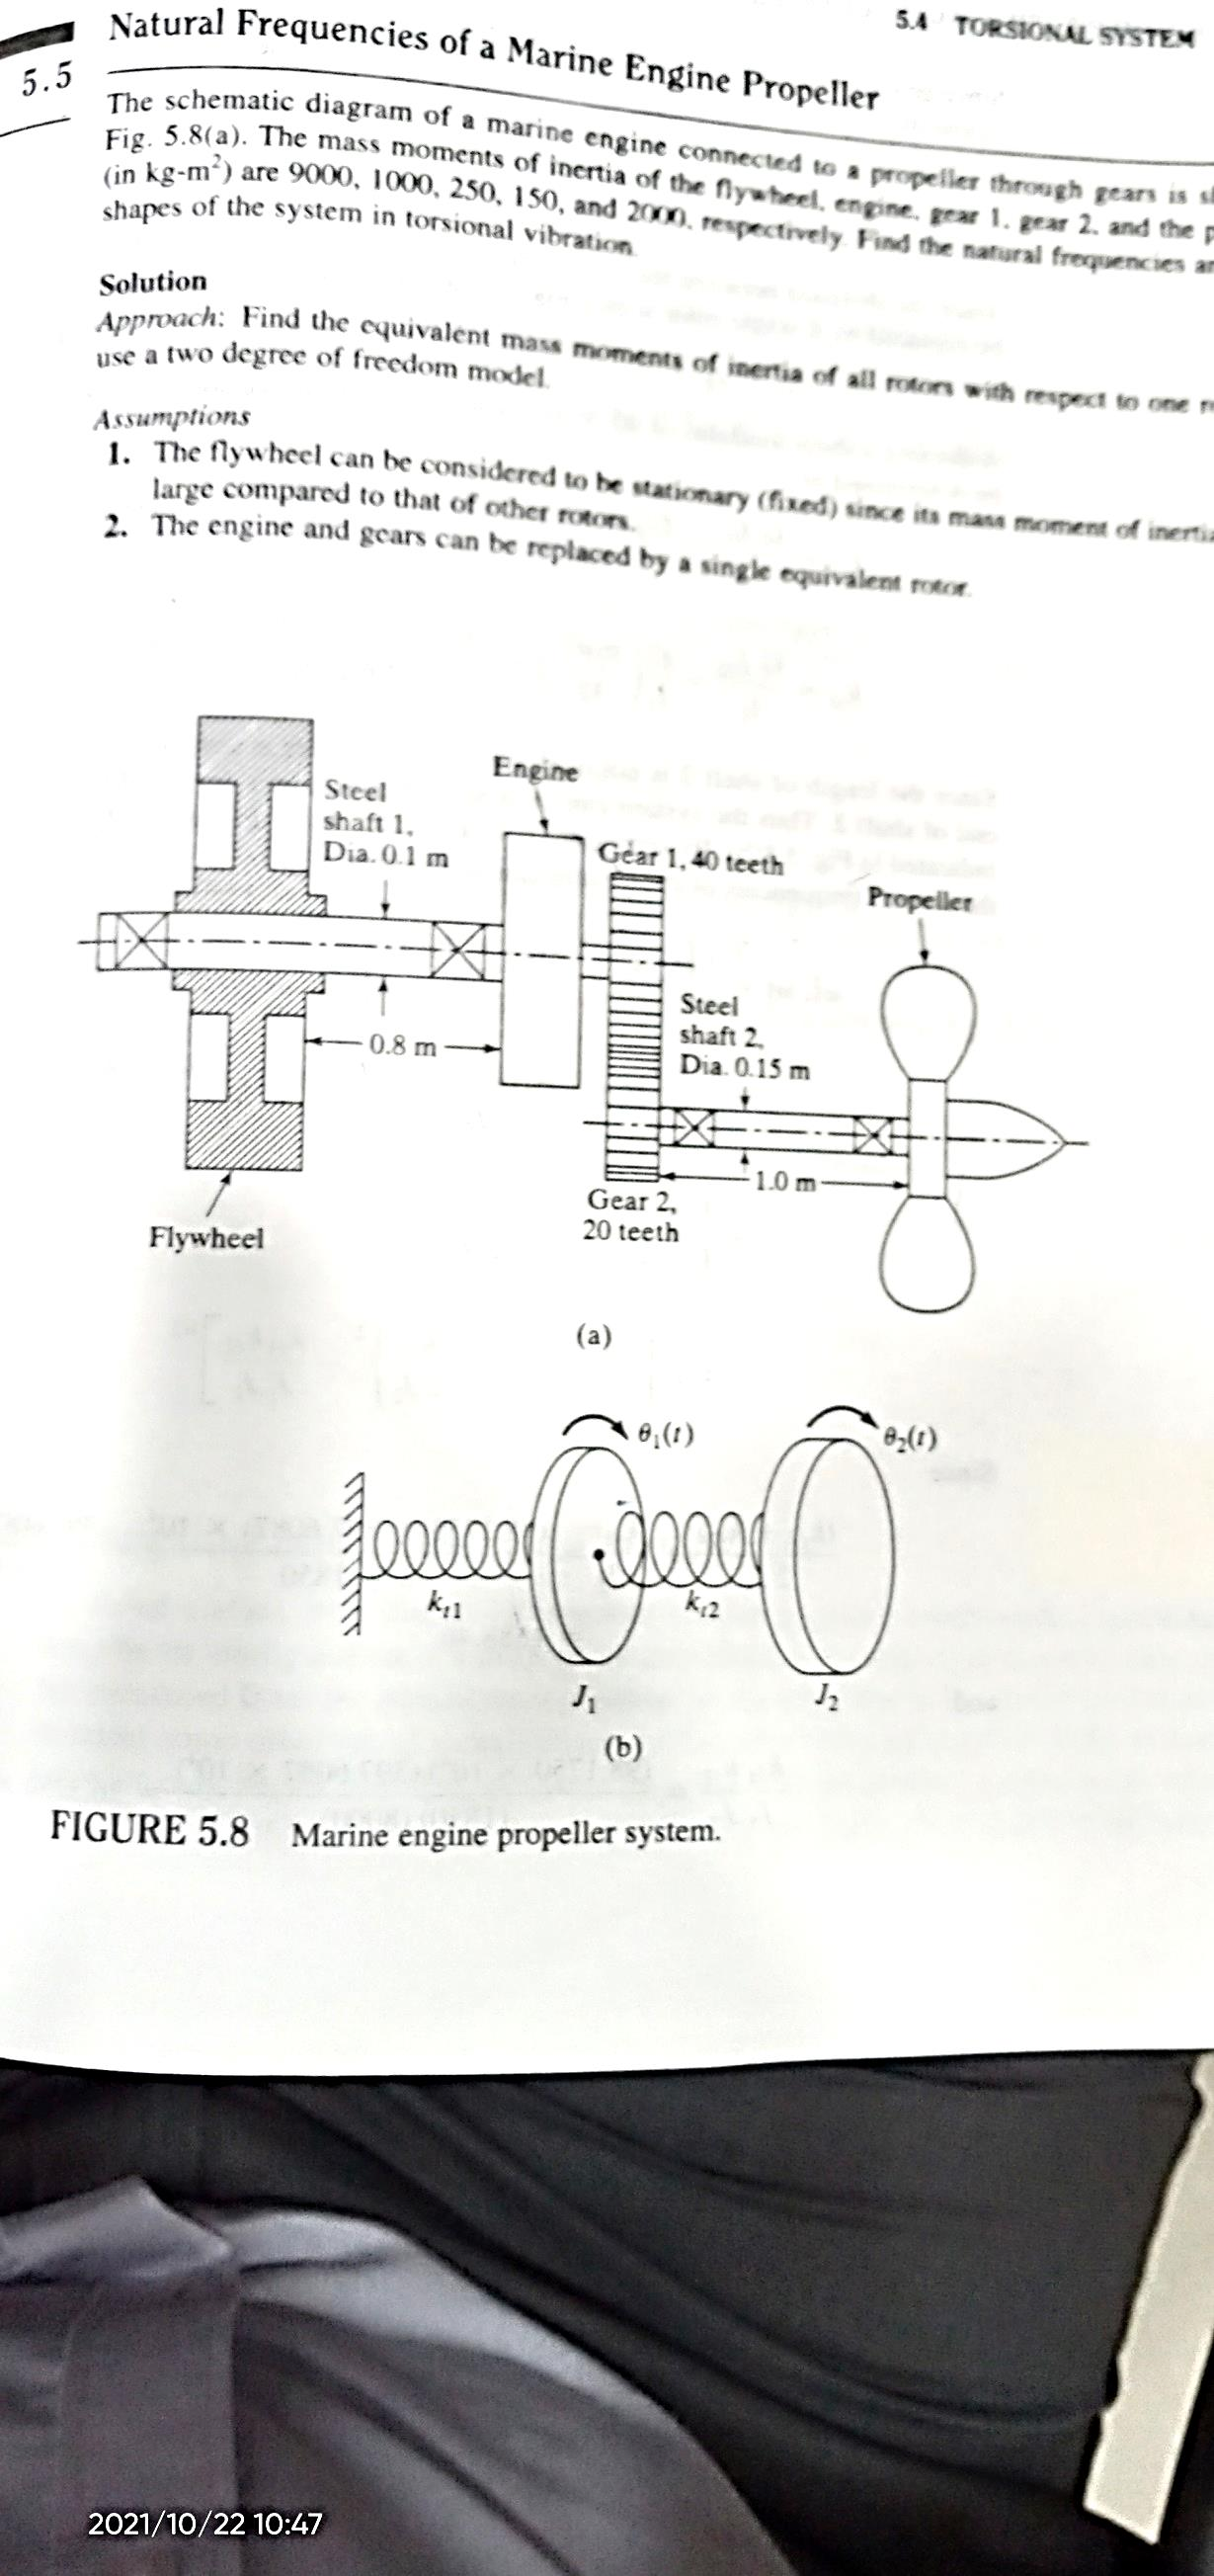 5.4 TORSIONAL SYSTEM
5.5
Natural Frequencies of a Marine Engine Propeller
The schematic diagram of a marine engine connected to a propeller through gears is
Fig. 5.8(a). The mass moments of inertia of the flywheel, engine, gear 1, gear 2, and the
(in kg-m²) are 9000, 1000, 250, 150, and 2000, respectively. Find the natural frequencies
shapes of the system in torsional vibration.
Solution
Approach: Find the equivalent mass moments of inertia of all rotors with respect to one
use a two degree of freedom model.
Assumptions
1. The flywheel can be considered to be stationary (fixed) since its mass moment of
large compared to that of other rotors.
2. The engine and gears can be replaced by a single equivalent rotor.
Engine
Steel
shaft 1,
Dia. 0.1 m
Gear 1, 40 teeth
Propeller
Steel
shaft 2,
Dia. 0.15 m
0.8 m
1.0 m
Gear 2,
20 teeth
Flywheel
(a)
θ₁(t)
θ₂(t)
kₜ₁
kₜ₂
J₁
J₂
(b)
FIGURE 5.8 Marine engine propeller system.
2021/10/22 10:47